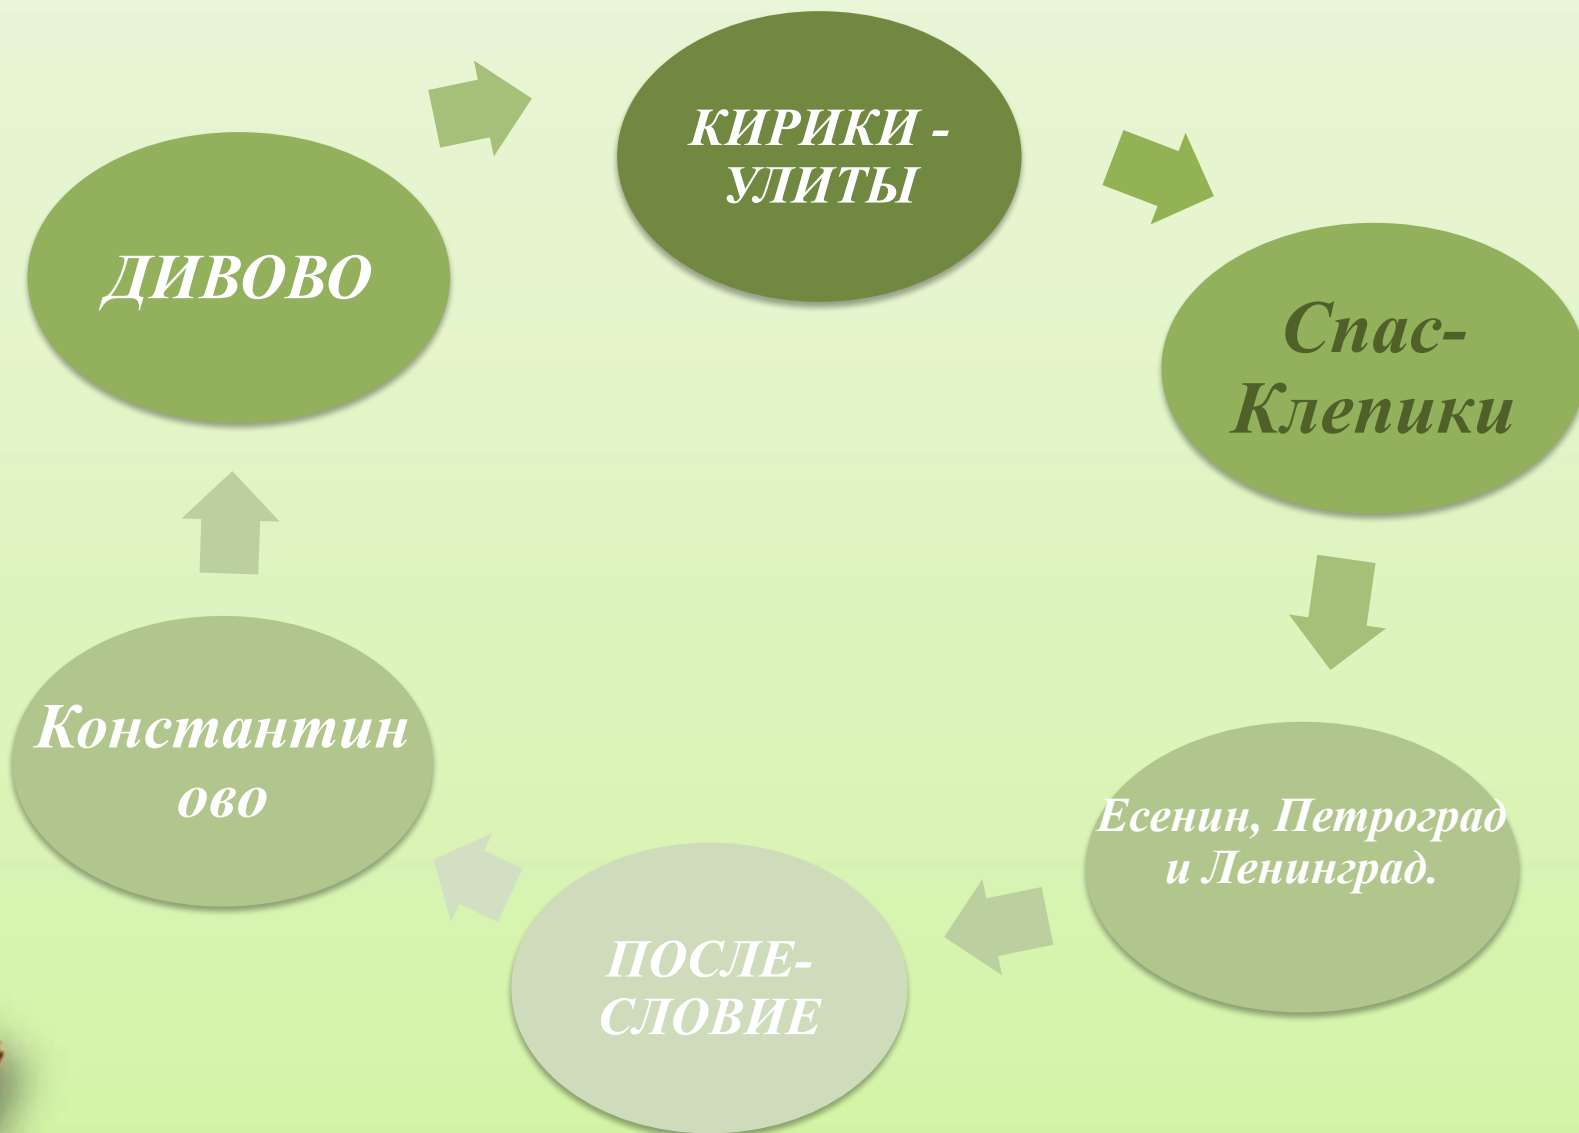 КИРИКИ -
УЛИТЫ
ДИВОВО
Спас-
Клепики
Константин
ово
Есенин, Петроград
и Ленинград.
ПОСЛЕ-
СЛОВИЕ